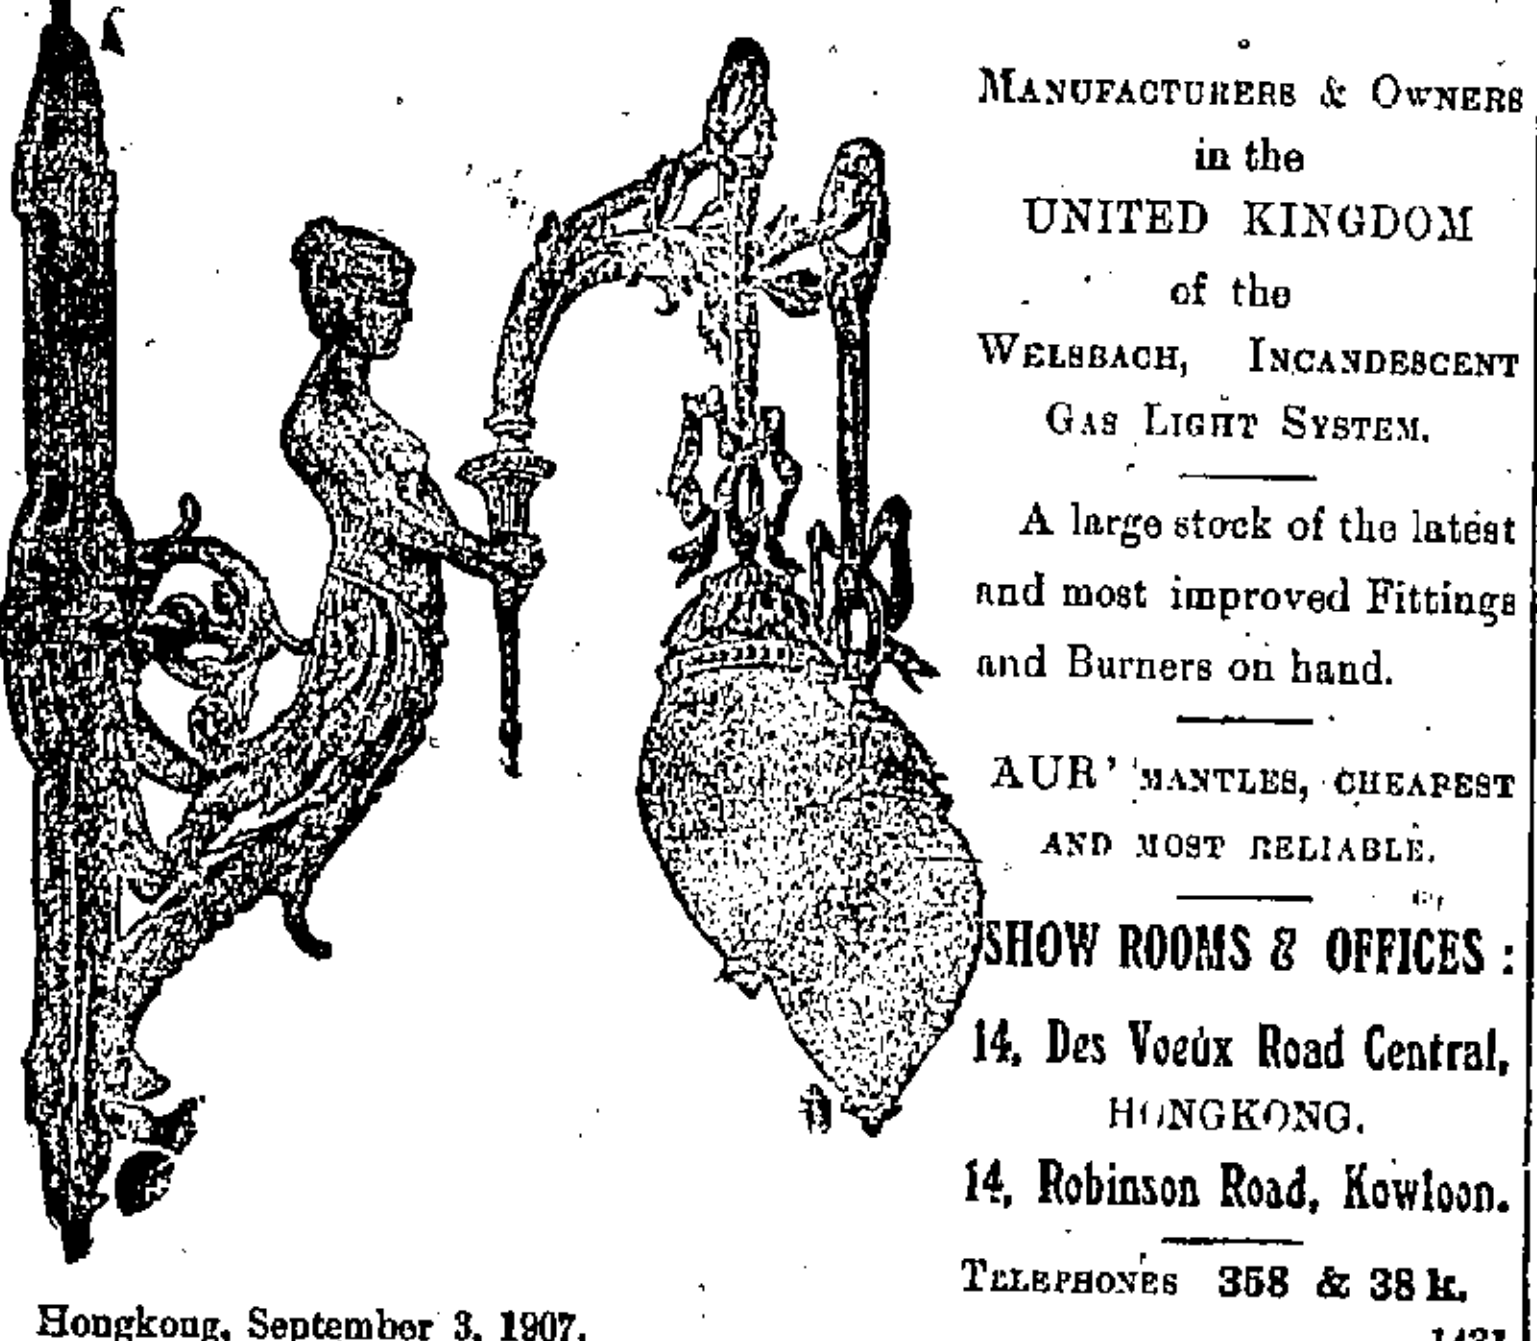 MANUFACTURERS & OWNERS
in the
UNITED KINGDOM
of the
WELSBACH, INCANDESCENT
GAS LIGHT SYSTEM.
A large stock of the latest
and most improved Fittings
and Burners on hand.
AUR' MANTLES, CHEAPEST
AND MOST RELIABLE.
SHOW ROOMS & OFFICES :
14, Des Voeux Road Central,
HONGKONG.
14, Robinson Road, Kowloon.
TELEPHONES 358 & 38 k.
Hongkong, September 3, 1907.